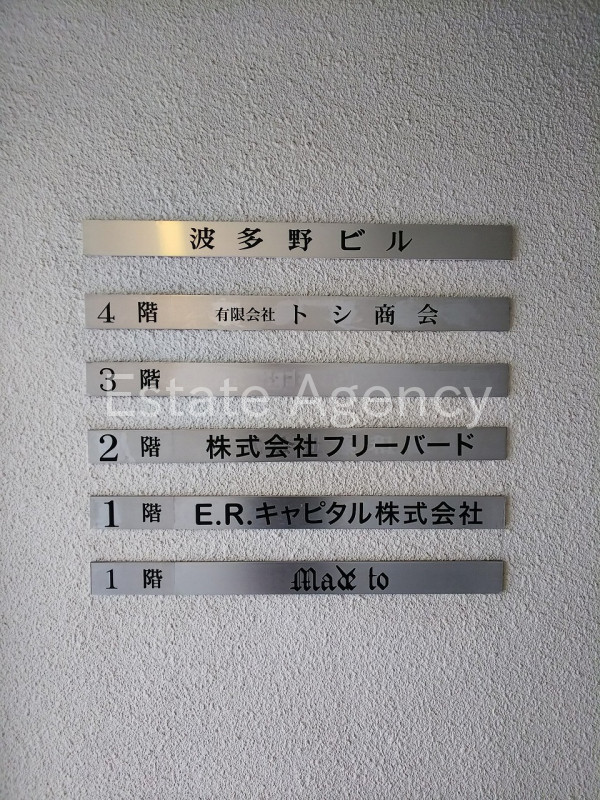 波多野ビル
4階 有限会社トシ商会
3階
Estate Agency
2階 株式会社フリーバード
1階 E.R.キャピタル株式会社
1階 to